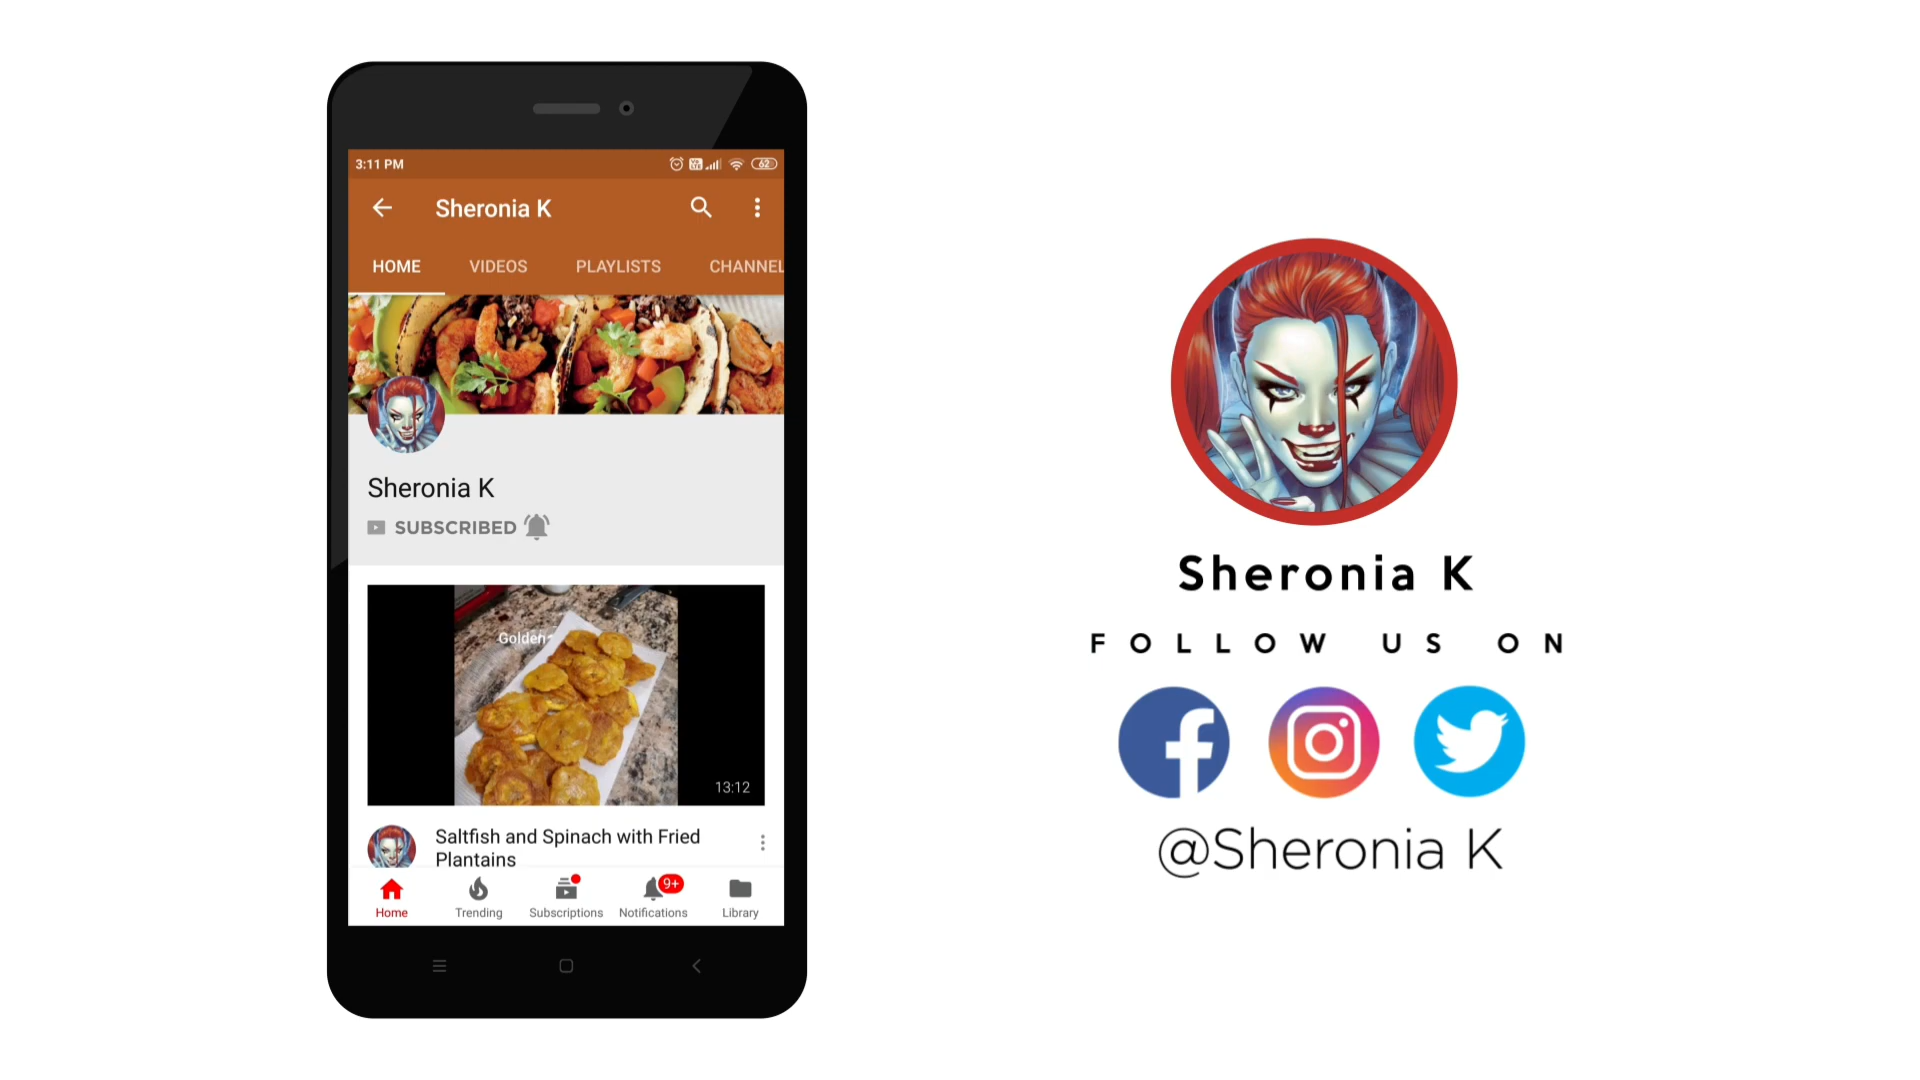 3:11 PM
62
Sheronia K
HOME VIDEOS PLAYLISTS CHANNEL
Sheronia K
SUBSCRIBED
Golden
13:12
Saltfish and Spinach with Fried
Plantains
9+
Home Trending Subscriptions Notifications Library
Sheronia K
FOLLOW US ON
@Sheronia K